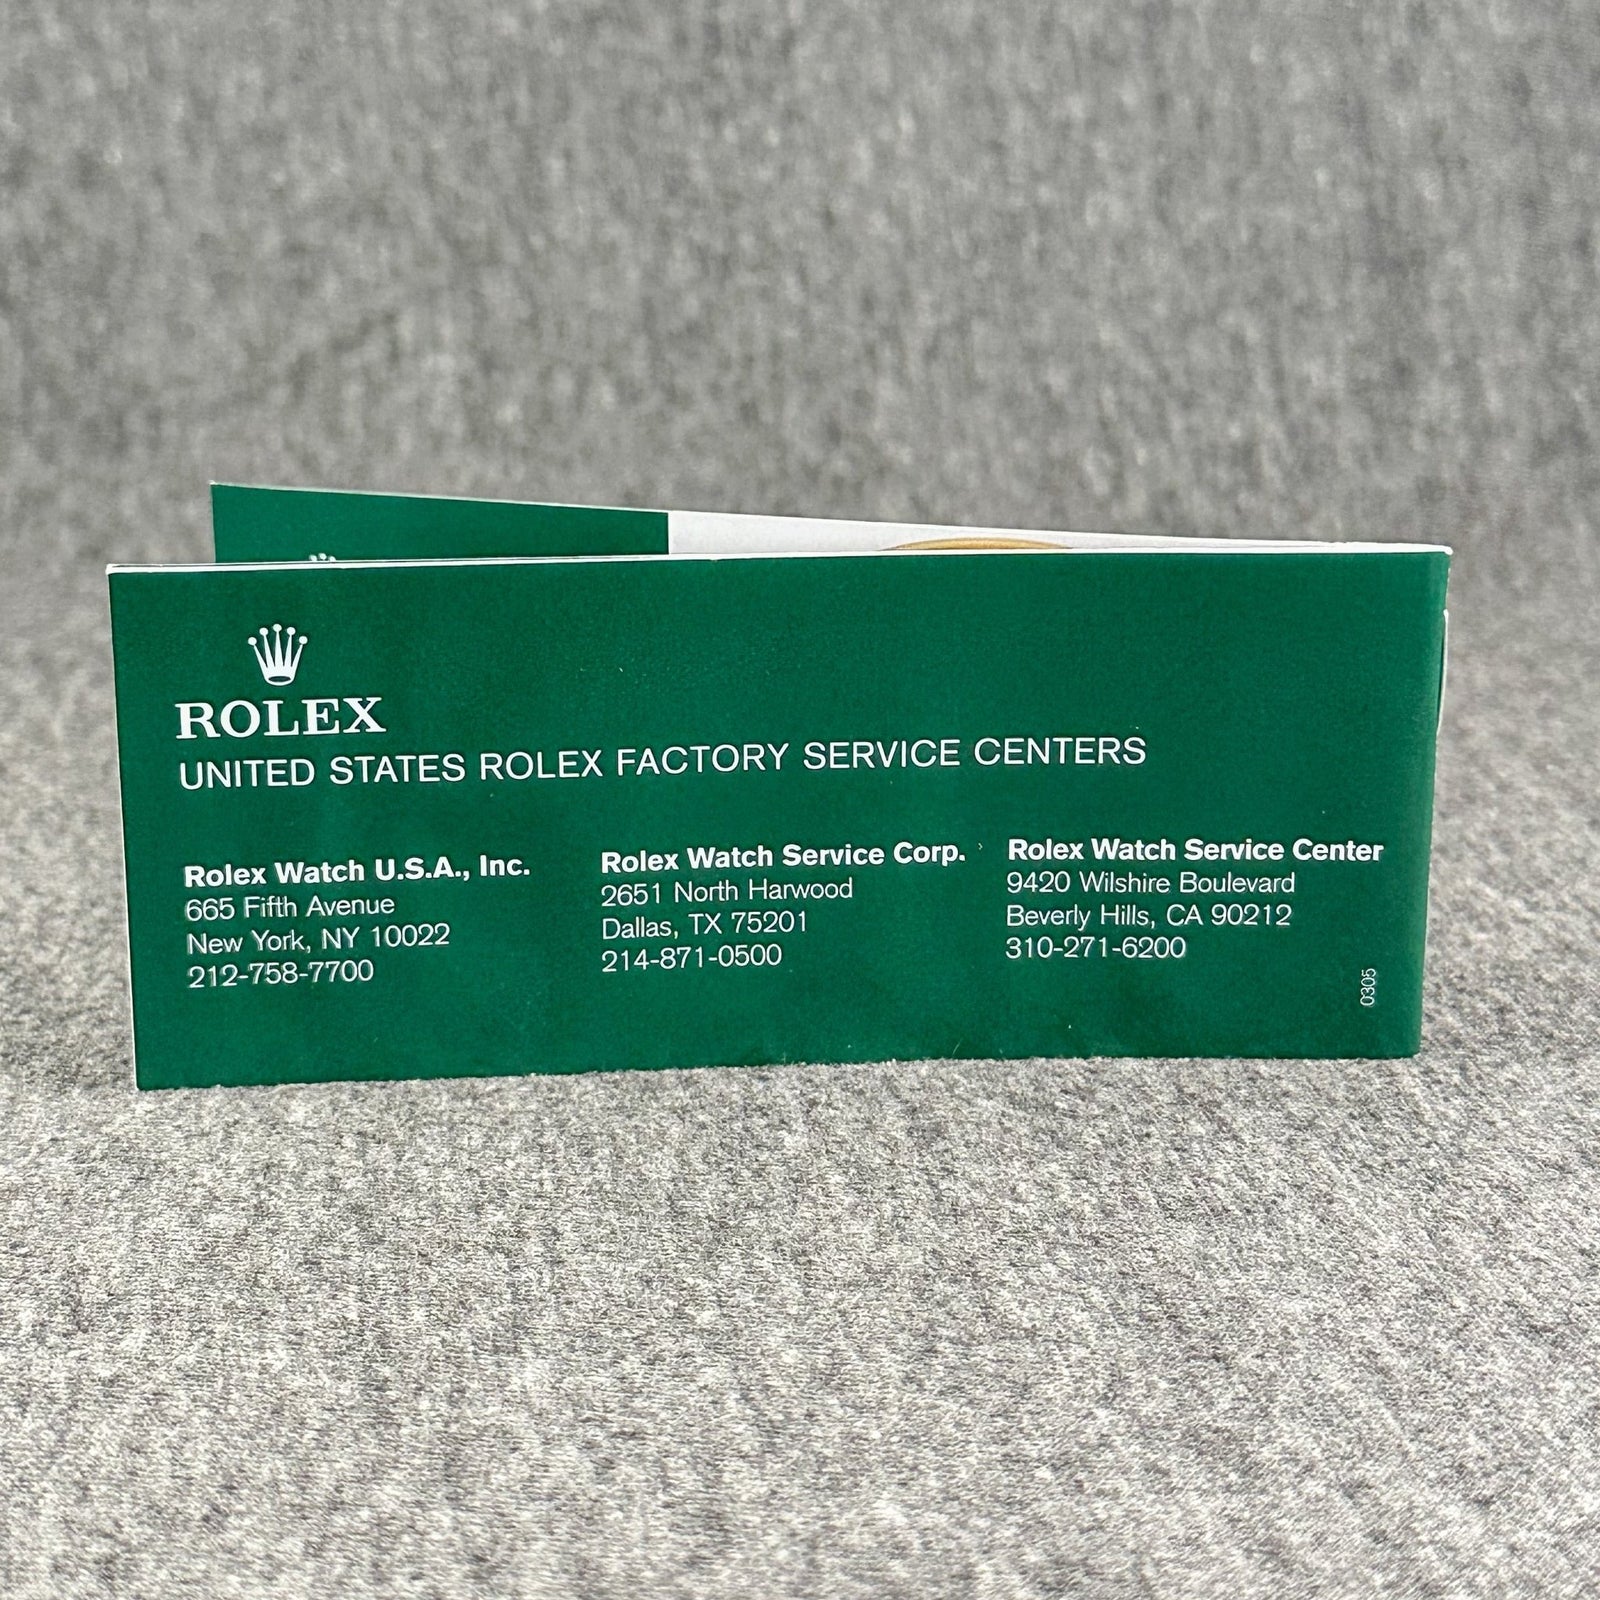 ROLEX
UNITED STATES ROLEX FACTORY SERVICE CENTERS
Rolex Watch U.S.A., Inc.
665 Fifth Avenue
New York, NY 10022
212-758-7700
Rolex Watch Service Corp.
2651 North Harwood
Dallas, TX 75201
214-871-0500
Rolex Watch Service Center
9420 Wilshire Boulevard
Beverly Hills, CA 90212
310-271-6200
0305